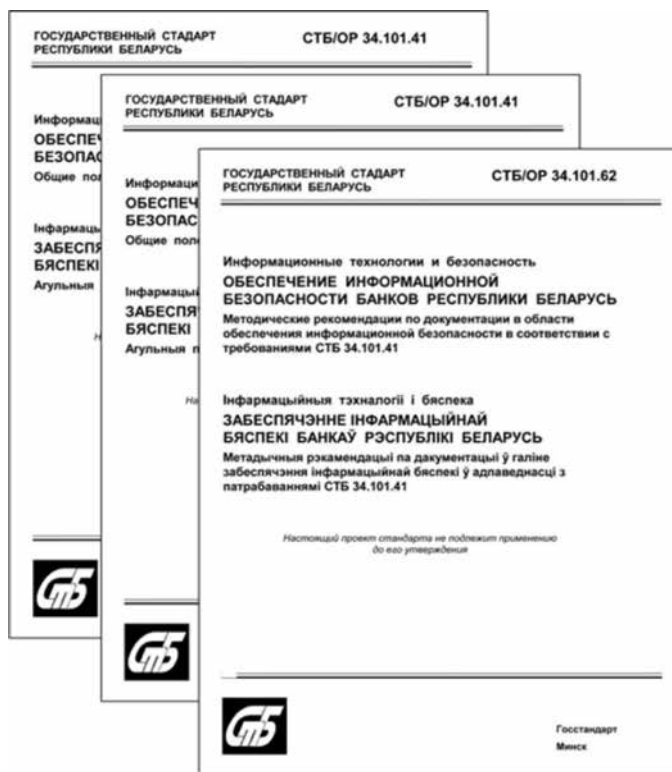 ГОСУДАРСТВЕННЫЙ СТАДАРТ
РЕСПУБЛИКИ БЕЛАРУСЬ
СТБ/ОР 34.101.41
Информац
ОБЕСПЕЧ
БЕЗОПАС
Общие пол
Інфармацы
ЗАБЕСПЯ
БЯСПЕКІ
Агульныя
Н
СТБ
ГОСУДАРСТВЕННЫЙ СТАДАРТ
РЕСПУБЛИКИ БЕЛАРУСЬ
СТБ/ОР 34.101.41
Информаци
ОБЕСПЕЧ
БЕЗОПАС
Общие поло
Інфармацый
ЗАБЕСПЯ
БЯСПЕКІ
Агульныя п
На
СТБ
ГОСУДАРСТВЕННЫЙ СТАДАРТ
РЕСПУБЛИКИ БЕЛАРУСЬ
СТБ/ОР 34.101.62
Информационные технологии и безопасность
ОБЕСПЕЧЕНИЕ ИНФОРМАЦИОННОЙ
БЕЗОПАСНОСТИ БАНКОВ РЕСПУБЛИКИ БЕЛАРУСЬ
Методические рекомендации по документации в области
обеспечения информационной безопасности в соответствии с
требованиями СТБ 34.101.41
Інфармацыйныя тэхналогіі і бяспека
ЗАБЕСПЯЧЭННЕ ІНФАРМАЦЫЙНАЙ
БЯСПЕКІ БАНКАЎ РЭСПУБЛІКІ БЕЛАРУСЬ
Метадычныя рэкамендацыі па дакументацыі ў галіне
забеспячэння інфармацыйнай бяспекі ў адпаведнасці з
патрабаваннямі СТБ 34.101.41
Настоящий проект стандарта не подлежит применению
до его утверждения
СТБ
Госстандарт
Минск